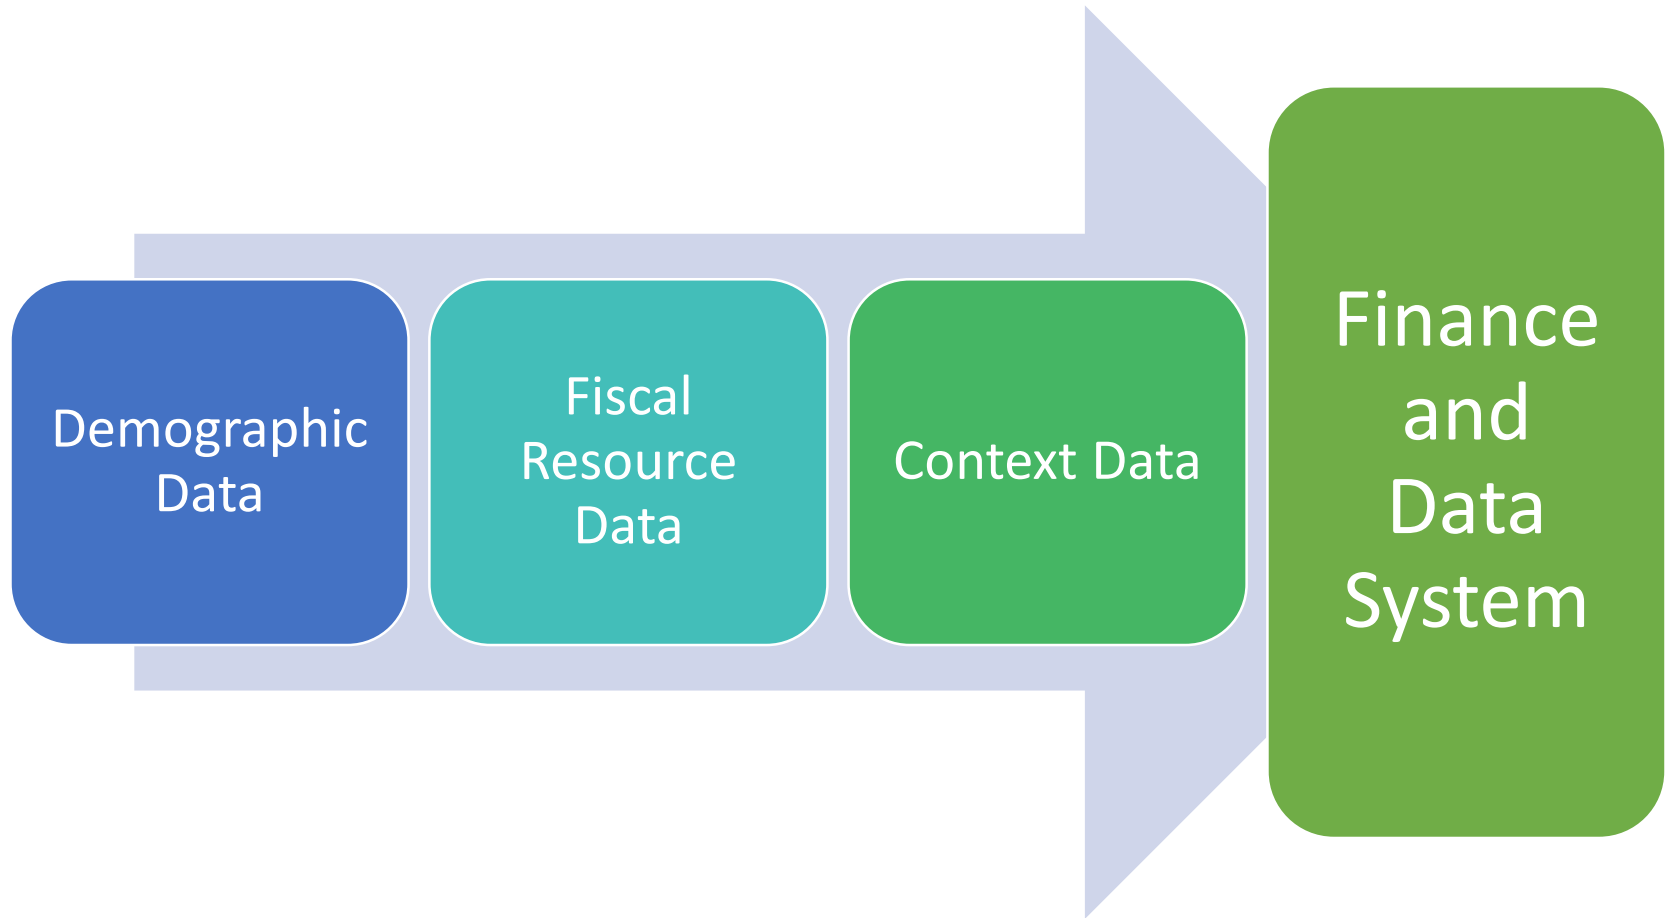 Demographic
Data
Fiscal
Resource
Data
Context Data
Finance
and
Data
System